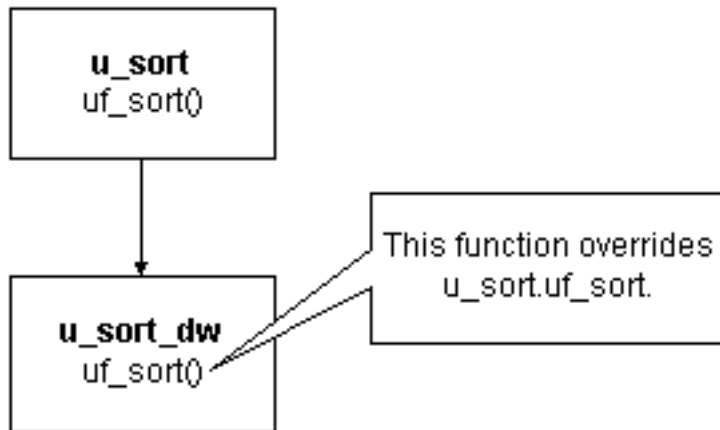 u_sort
uf_sort()
This function overrides
u_sort.uf_sort.
u_sort_dw
uf_sort()